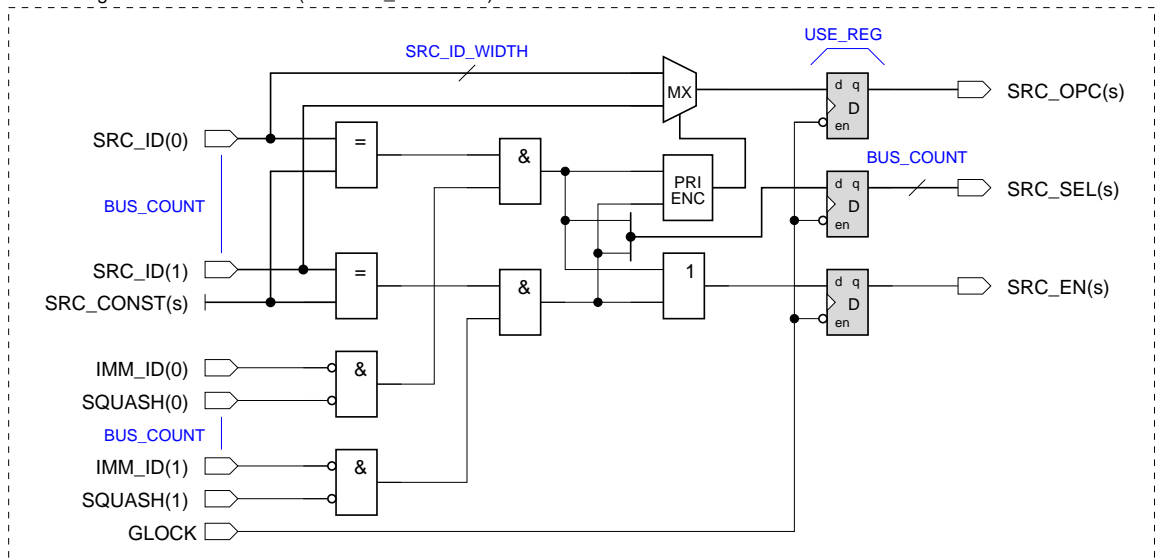 USE_REG
SRC_ID_WIDTH
d q
D
en
MX
SRC_OPC(s)
SRC_ID(0)
=
&
PRI
ENC
BUS_COUNT
d q
D
en
SRC_SEL(s)
BUS_COUNT
SRC_ID(1)
=
&
1
d q
D
en
SRC_EN(s)
SRC_CONST(s)
IMM_ID(0)
&
SQUASH(0)
BUS_COUNT
IMM_ID(1)
&
SQUASH(1)
GLOCK